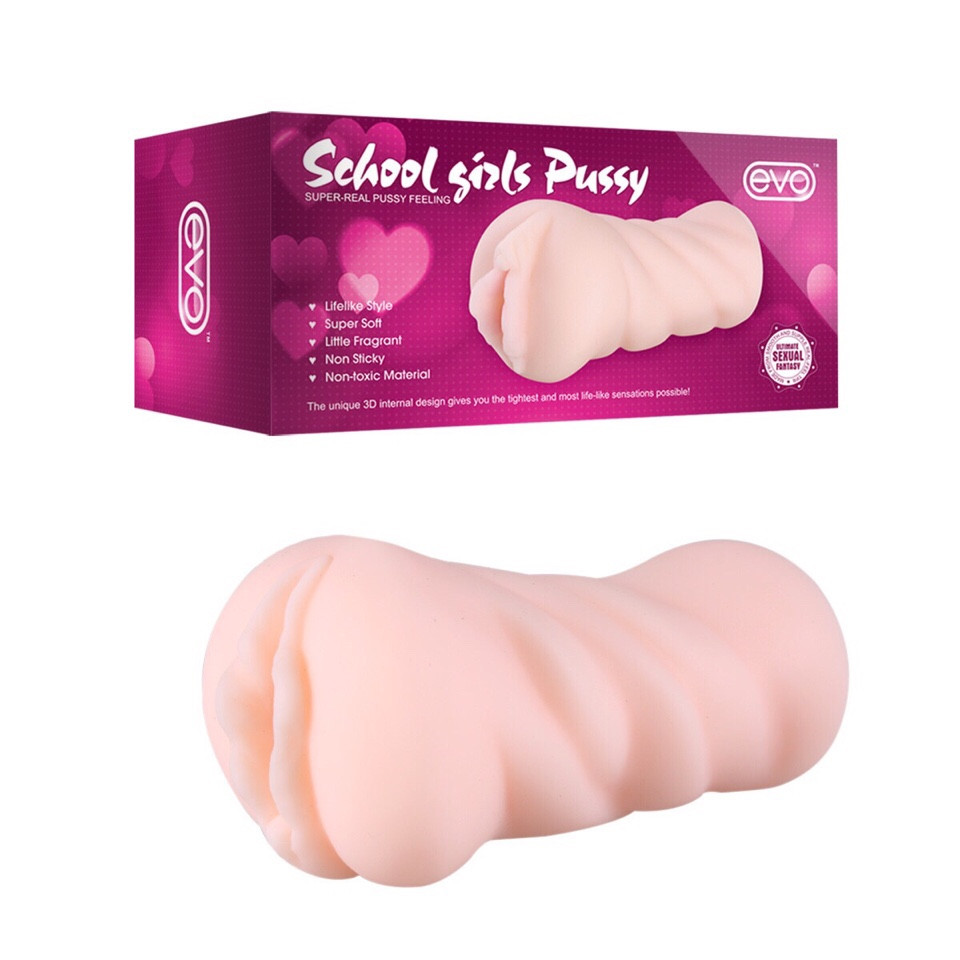 School girls Pussy
SUPER-REAL PUSSY FEELING
evo
TM
evo
TM
♥ Lifelike Style
♥ Super Soft
♥ Little Fragrant
♥ Non Sticky
♥ Non-toxic Material
ULTIMATE
SEXUAL
FANTASY
The unique 3D internal design gives you the tightest and most life-like sensations possible!